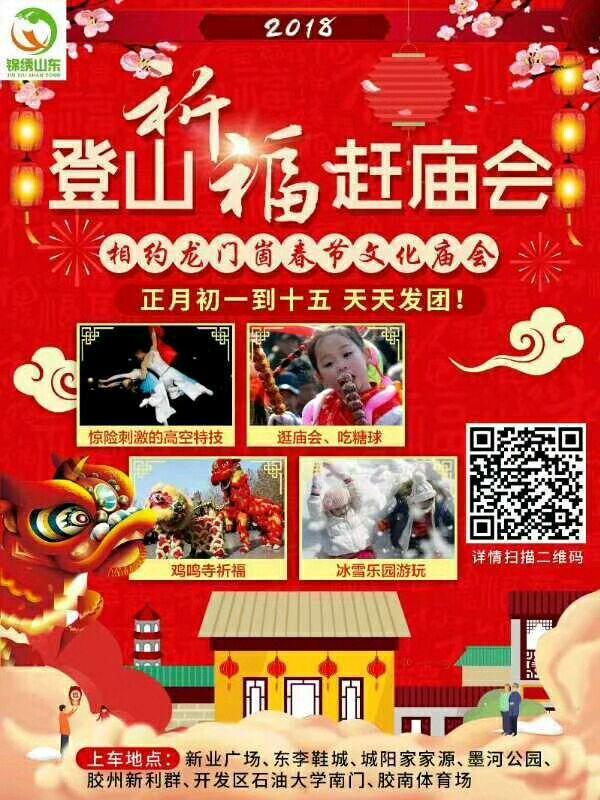 2018
锦绣山东
JIN XIU SHAN DONG
祈福
登山 赶庙会
相约龙门崮春节文化庙会
正月初一到十五 天天发团!
惊险刺激的高空特技
逛庙会、吃糖球
鸡鸣寺祈福
冰雪乐园游玩
详情扫描二维码
上车地点: 新业广场、东李鞋城、城阳家家源、墨河公园、
胶州新利群、开发区石油大学南门、胶南体育场